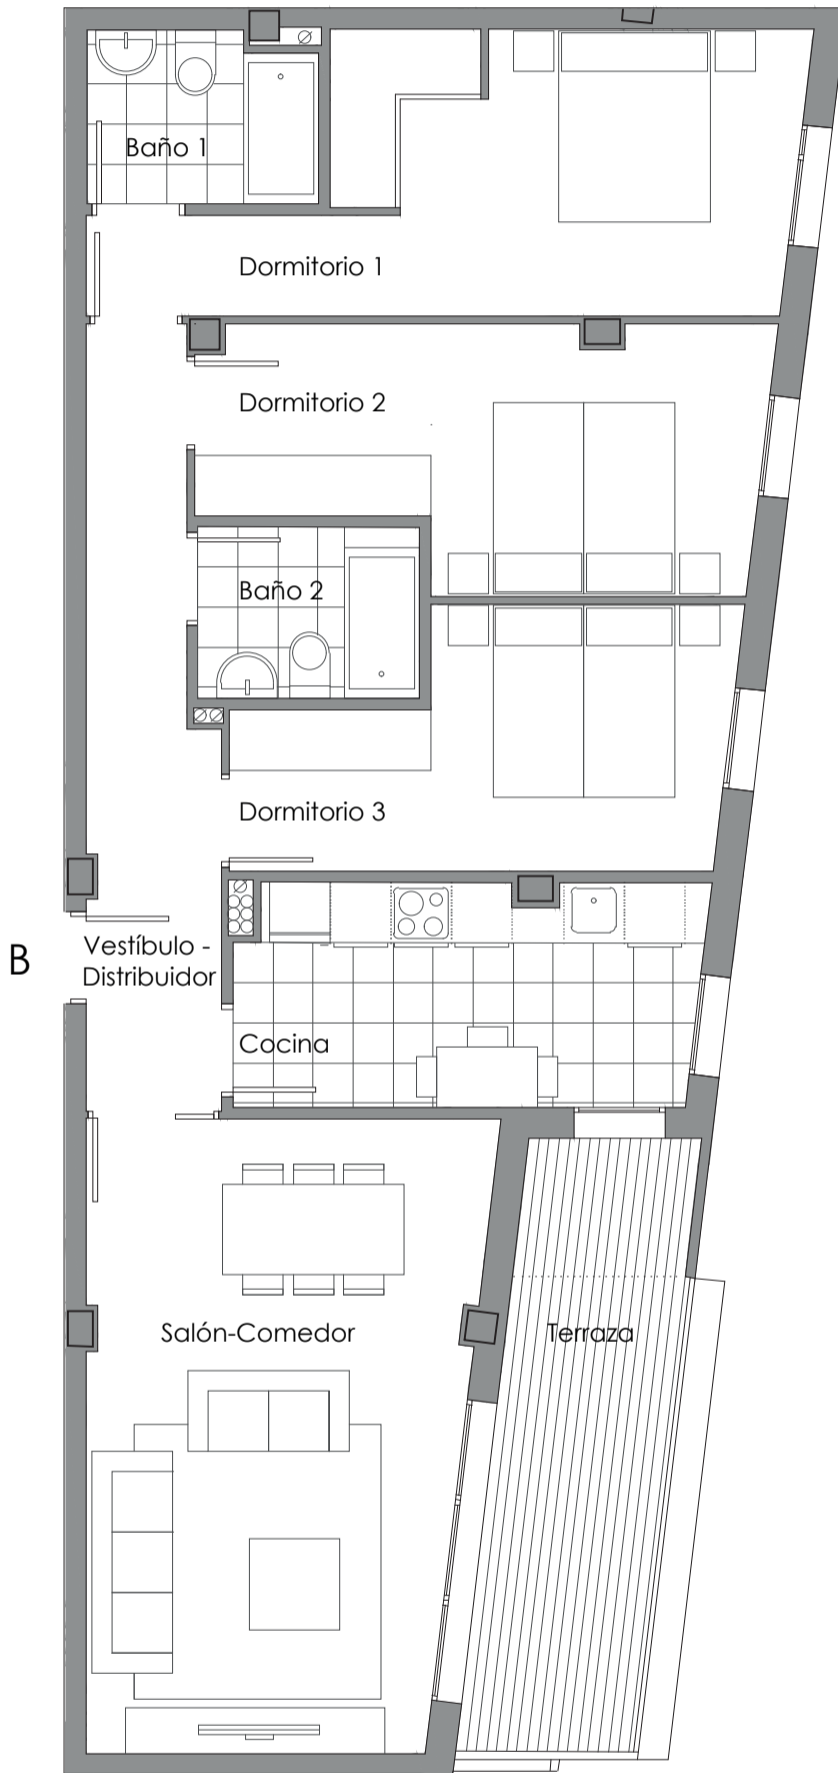 Baño 1
Dormitorio 1
Dormitorio 2
Baño 2
Dormitorio 3
B
Vestíbulo -
Distribuidor
Cocina
Salón-Comedor
Terraza